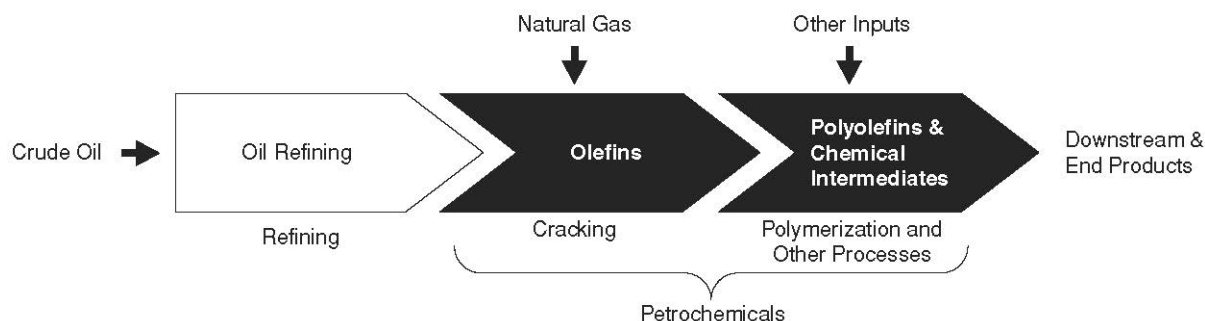 Natural Gas
Other Inputs
Crude Oil
Oil Refining
Olefins
Polyolefins &
Chemical
Intermediates
Downstream &
End Products
Refining
Cracking
Polymerization and
Other Processes
Petrochemicals